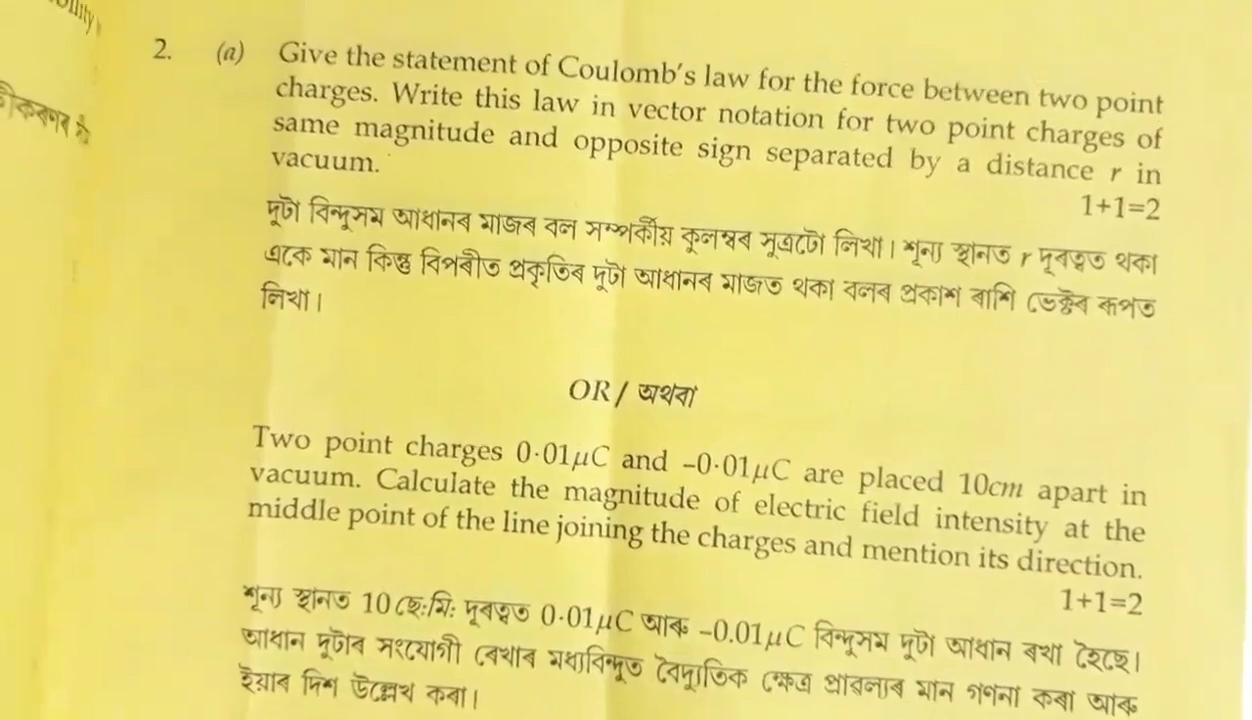 2. (a) Give the statement of Coulomb's law for the force between two point
charges. Write this law in vector notation for two point charges of
same magnitude and opposite sign separated by a distance r in
vacuum.
1+1=2
দুটা বিন্দুসম আধানৰ মাজৰ বল সম্পৰ্কীয় কুলম্বৰ সুত্ৰটো লিখা। শূন্য স্থানত r দূৰত্বত থকা
একে মান কিন্তু বিপৰীত প্ৰকৃতিৰ দুটা আধানৰ মাজত থকা বলৰ প্ৰকাশ ৰাশি ভেক্টৰ ৰূপত
লিখা।
OR / অথবা
Two point charges 0·01μC and -0·01μC are placed 10cm apart in
vacuum. Calculate the magnitude of electric field intensity at the
middle point of the line joining the charges and mention its direction.
1+1=2
শূন্য স্থানত 10 ছে:মি: দূৰত্বত 0·01μC আৰু -0.01μC বিন্দুসম দুটা আধান ৰখা হৈছে।
আধান দুটাৰ সংযোগী ৰেখাৰ মধ্যবিন্দুত বৈদ্যুতিক ক্ষেত্ৰ প্ৰাৱল্যৰ মান গণনা কৰা আৰু
ইয়াৰ দিশ উল্লেখ কৰা।